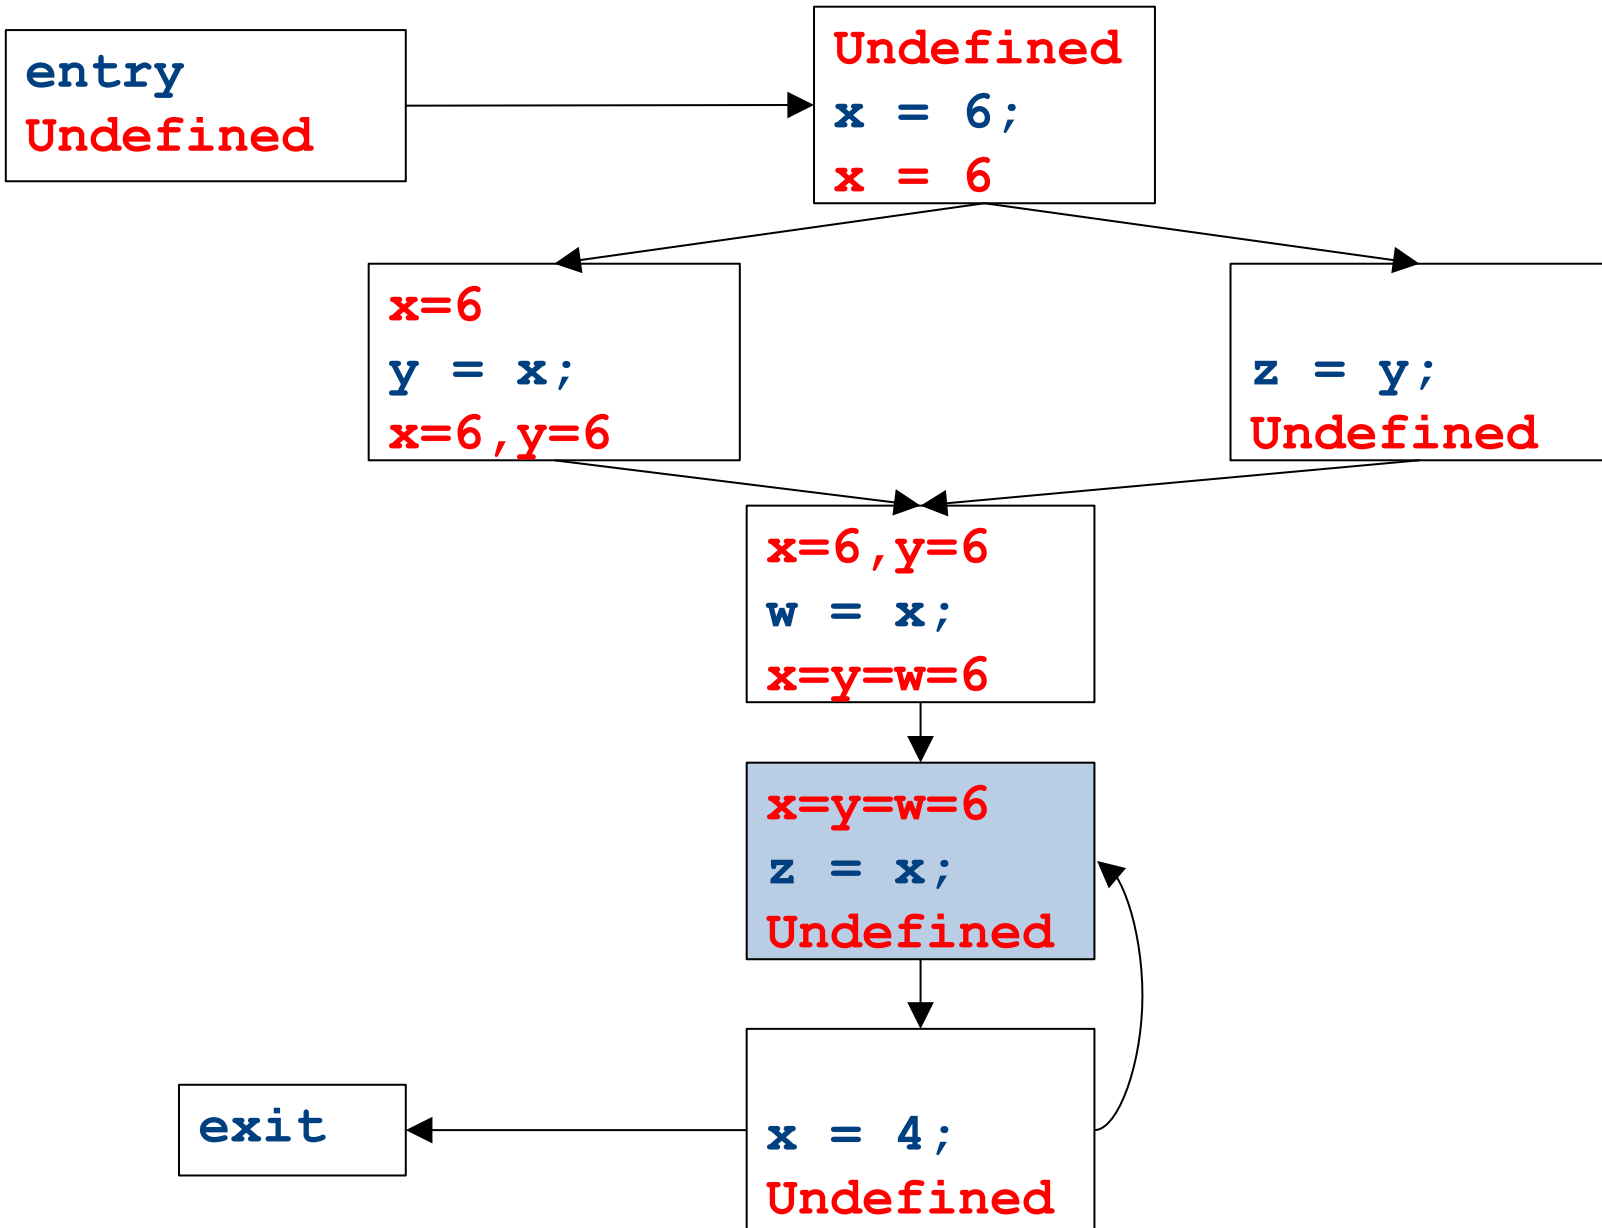 entry
Undefined
Undefined
x = 6;
x = 6
x=6
y = x;
x=6,y=6
z = y;
Undefined
x=6,y=6
w = x;
x=y=w=6
x=y=w=6
z = x;
Undefined
exit
x = 4;
Undefined